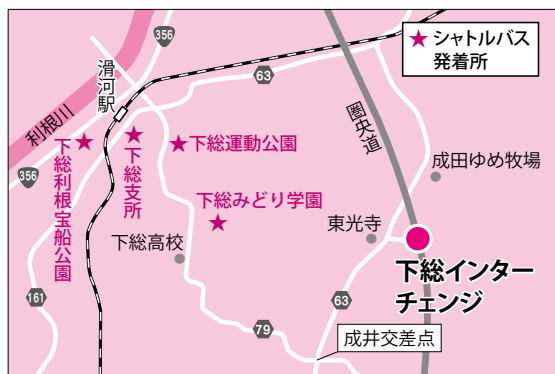 356
滑河駅
63
★ シャトルバス
発着所
利根川
圏央道
下総運動公園
下総支所
下総利根宝船公園
356
成田ゆめ牧場
下総みどり学園
東光寺
下総高校
下総インター
チェンジ
161
63
79
成井交差点